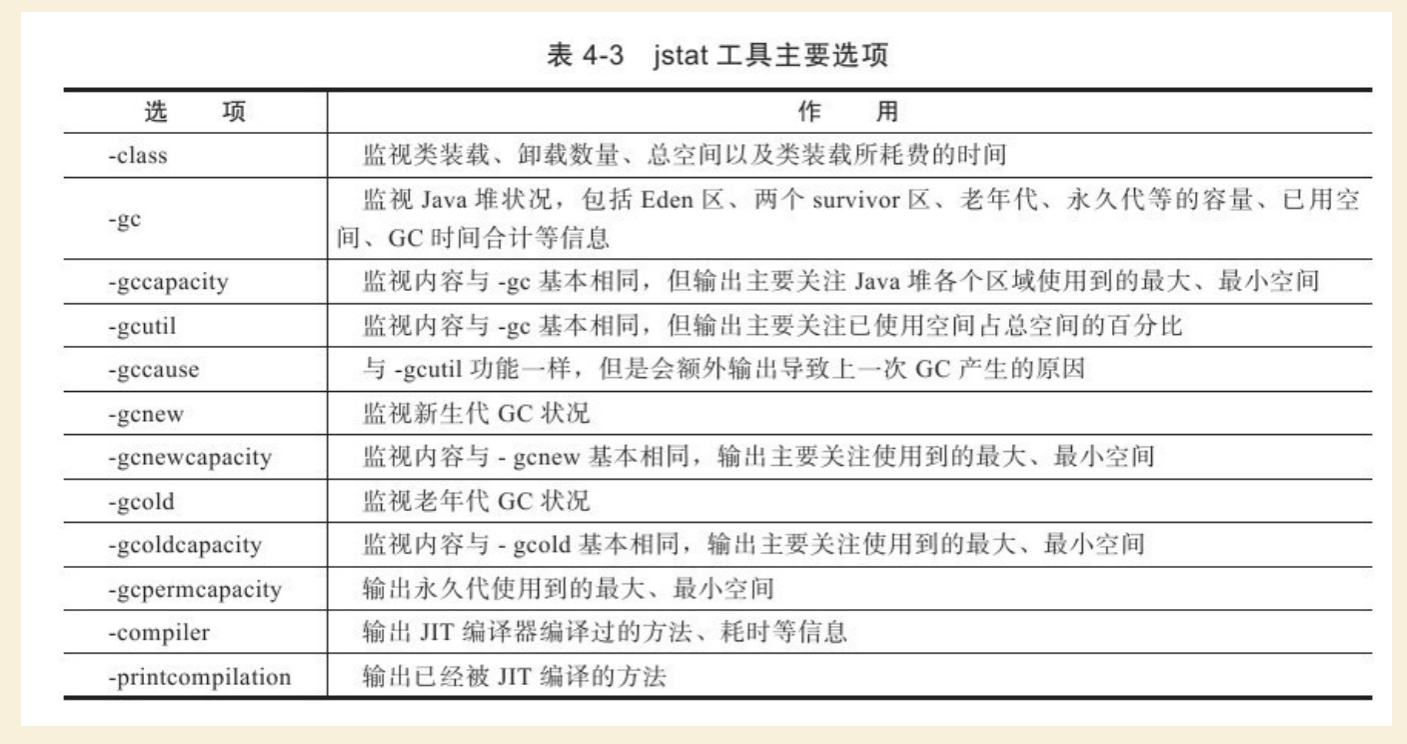 表 4-3 jstat 工具主要选项
选 项 作 用
-class 监视类装载、卸载数量、总空间以及类装载所耗费的时间
-gc 监视 Java 堆状况，包括 Eden 区、两个 survivor 区、老年代、永久代等的容量、已用空
间、GC 时间合计等信息
-gccapacity 监视内容与 -gc 基本相同，但输出主要关注 Java 堆各个区域使用到的最大、最小空间
-gcutil 监视内容与 -gc 基本相同，但输出主要关注已使用空间占总空间的百分比
-gccause 与 -gcutil 功能一样，但是会额外输出导致上一次 GC 产生的原因
-gcnew 监视新生代 GC 状况
-gcnewcapacity 监视内容与 - gcnew 基本相同，输出主要关注使用到的最大、最小空间
-gcold 监视老年代 GC 状况
-gcoldcapacity 监视内容与 - gcold 基本相同，输出主要关注使用到的最大、最小空间
-gcpermcapacity 输出永久代使用到的最大、最小空间
-compiler 输出 JIT 编译器编译过的方法、耗时等信息
-printcompilation 输出已经被 JIT 编译的方法